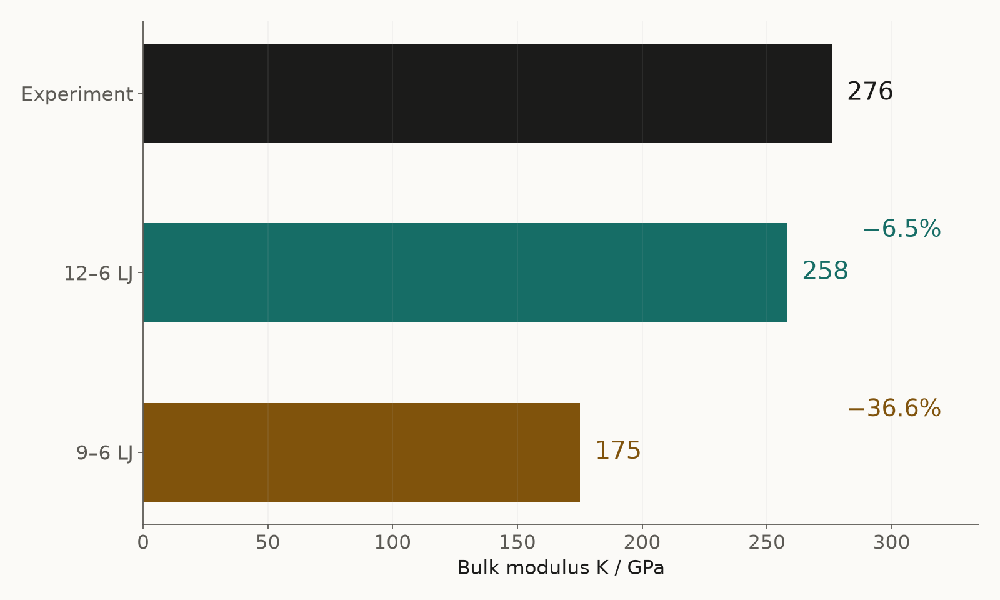 Experiment
276
−6.5%
12–6 LJ
258
−36.6%
9–6 LJ
175
0 50 100 150 200 250 300
Bulk modulus K / GPa